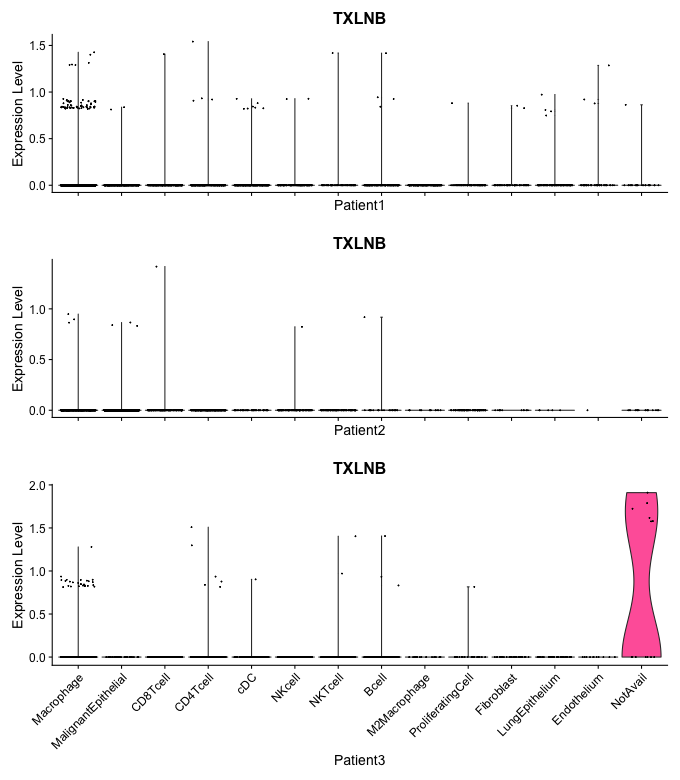 TXLNB
Expression Level
1.5
1.0
0.5
0.0
Patient1
TXLNB
Expression Level
1.0
0.5
0.0
Patient2
TXLNB
Expression Level
2.0
1.5
1.0
0.5
0.0
Macrophage
MalignantEpithelial
CD8Tcell
CD4Tcell
cDC
NKcell
NKTcell
Bcell
M2Macrophage
ProliferatingCell
Fibroblast
LungEpithelium
Endothelium
NotAvail
Patient3